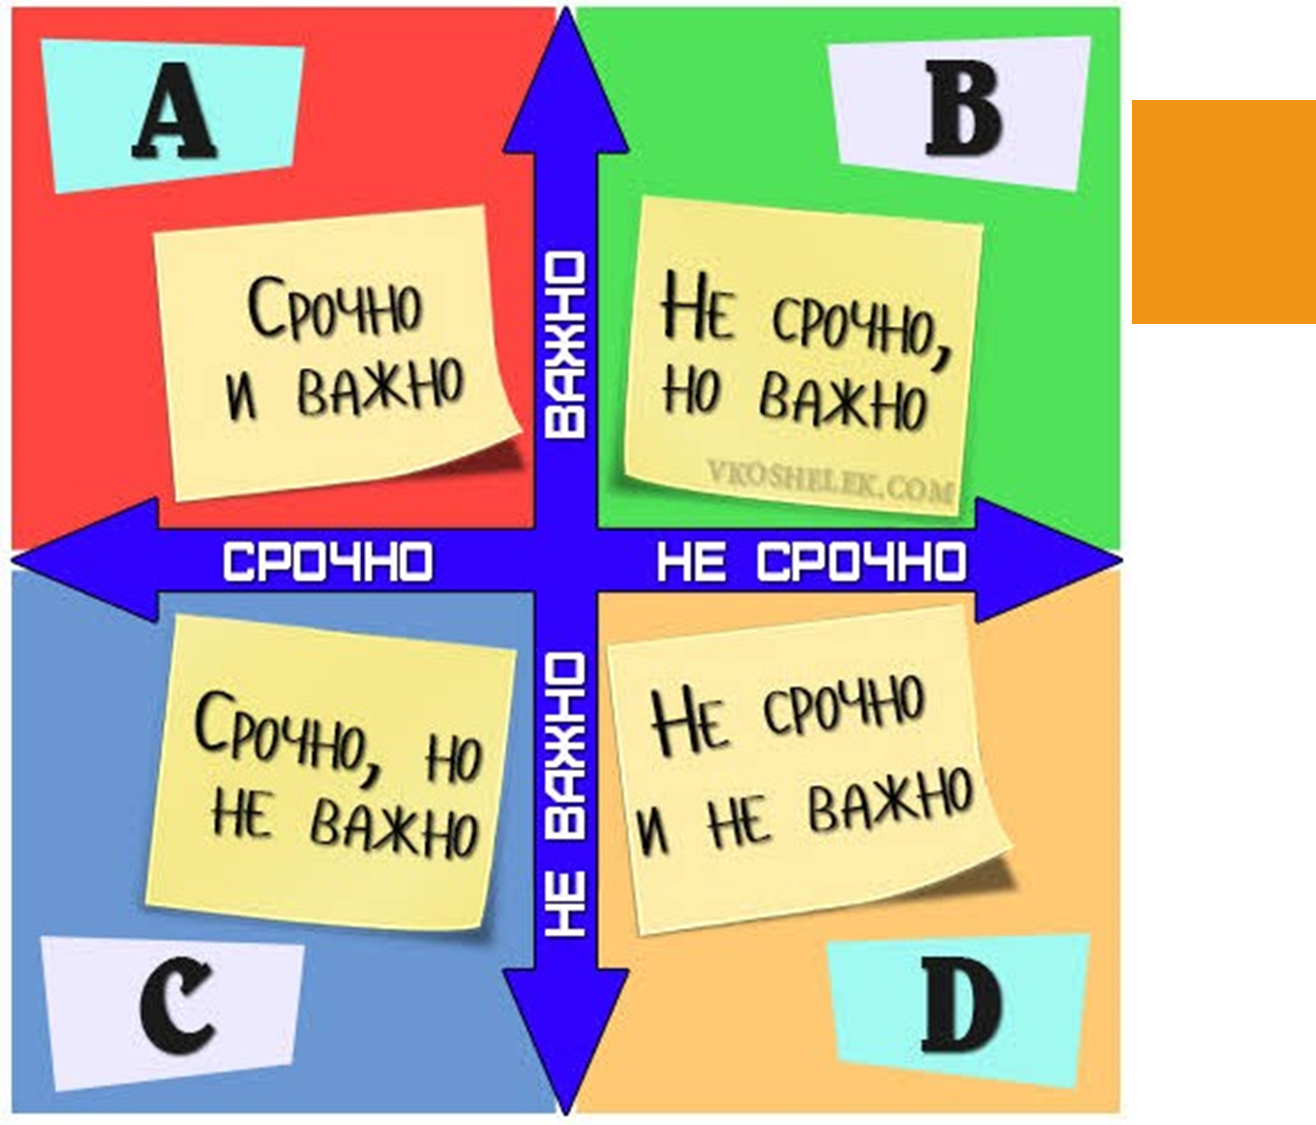 A
B
ВАЖНО
Срочно
и важно
Не срочно,
но важно
VKOSHELEK.COM
СРОЧНО
НЕ СРОЧНО
Срочно, но
не важно
НЕ ВАЖНО
Не срочно
и не важно
C
D